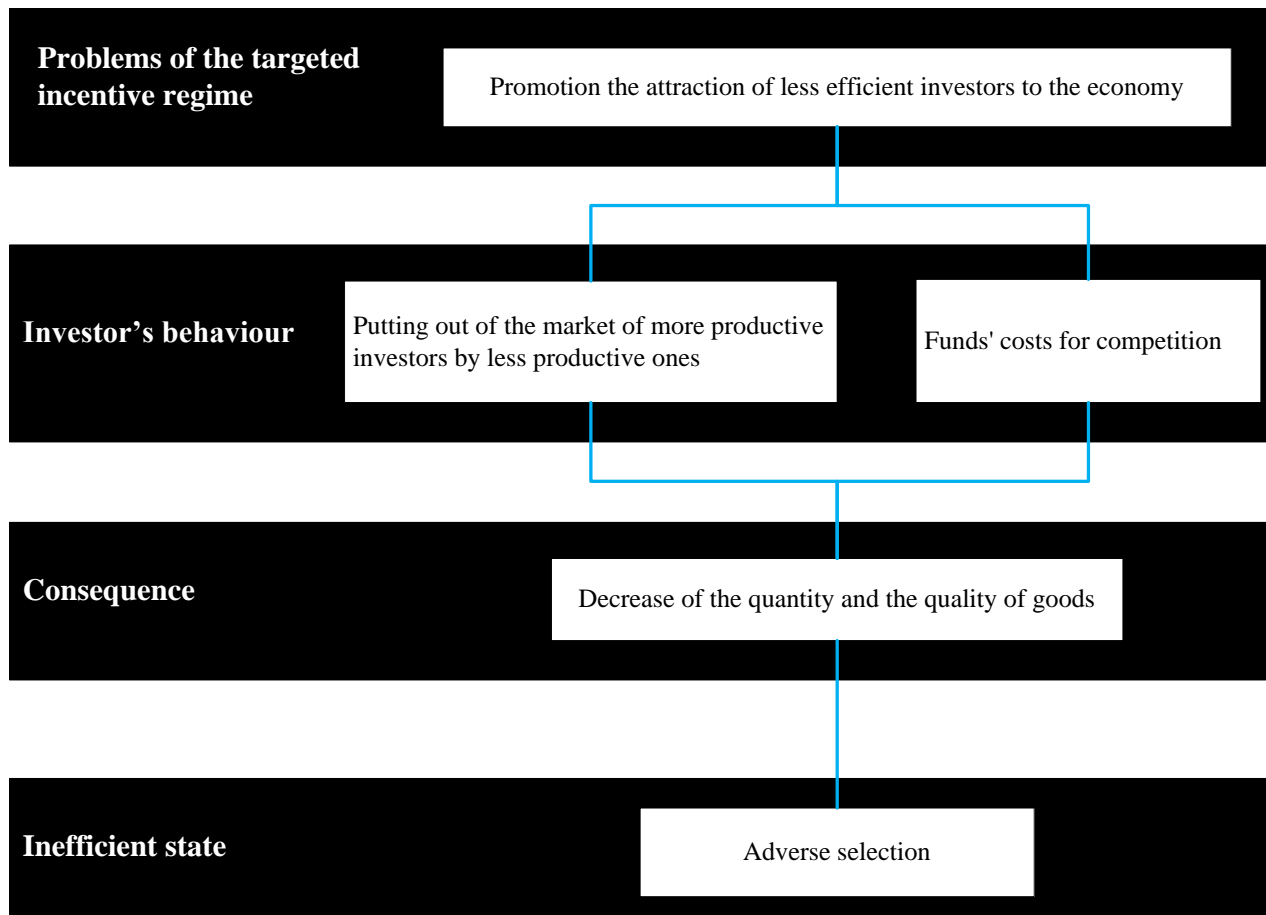 Problems of the targeted
incentive regime
Promotion the attraction of less efficient investors to the economy
Investor’s behaviour
Putting out of the market of more productive
investors by less productive ones
Funds' costs for competition
Consequence
Decrease of the quantity and the quality of goods
Inefficient state
Adverse selection